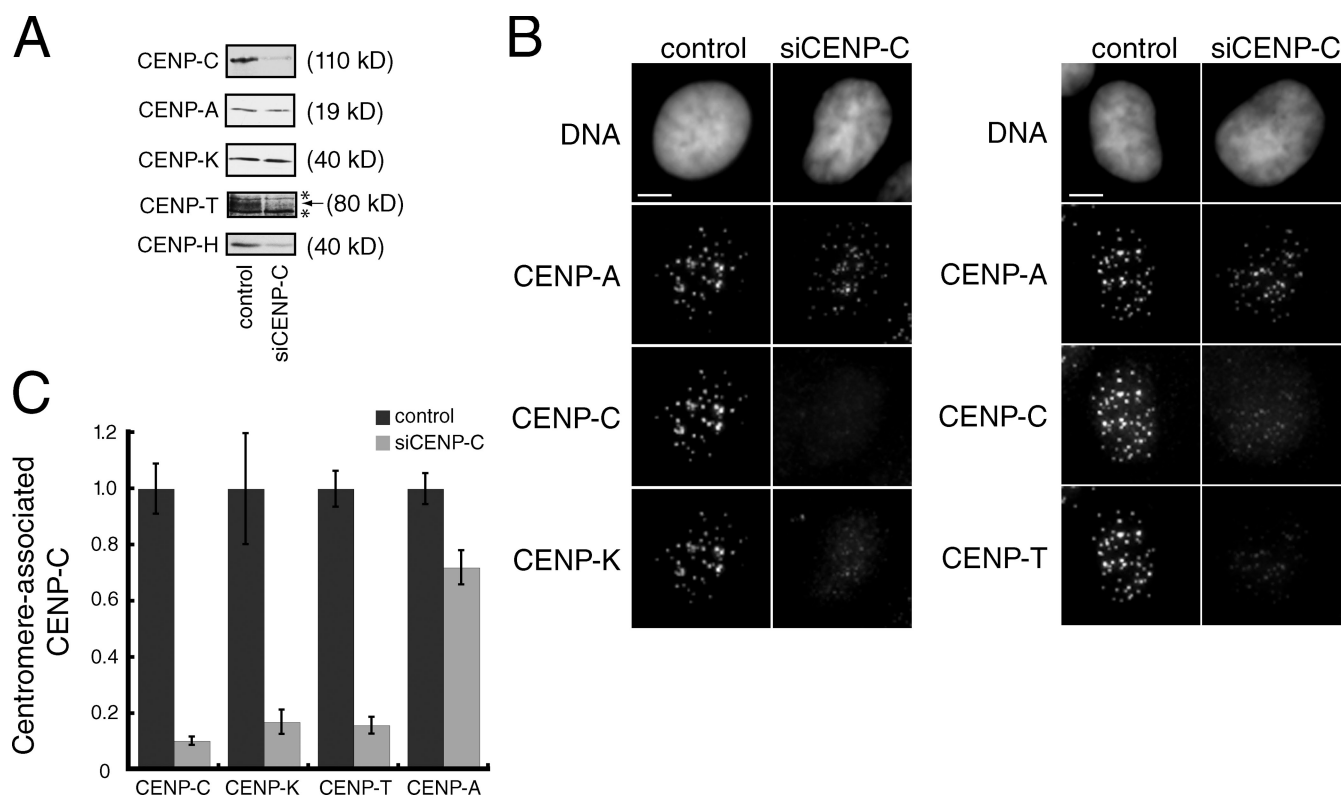 A
CENP-C (110 kD)
CENP-A (19 kD)
CENP-K (40 kD)
CENP-T * (80 kD)
*
CENP-H (40 kD)
control
siCENP-C
B
control siCENP-C
DNA
CENP-A
CENP-C
CENP-K
control siCENP-C
DNA
CENP-A
CENP-C
CENP-T
C
control
siCENP-C
Centromere-associated
CENP-C
1.2
1.0
0.8
0.6
0.4
0.2
0
CENP-C CENP-K CENP-T CENP-A